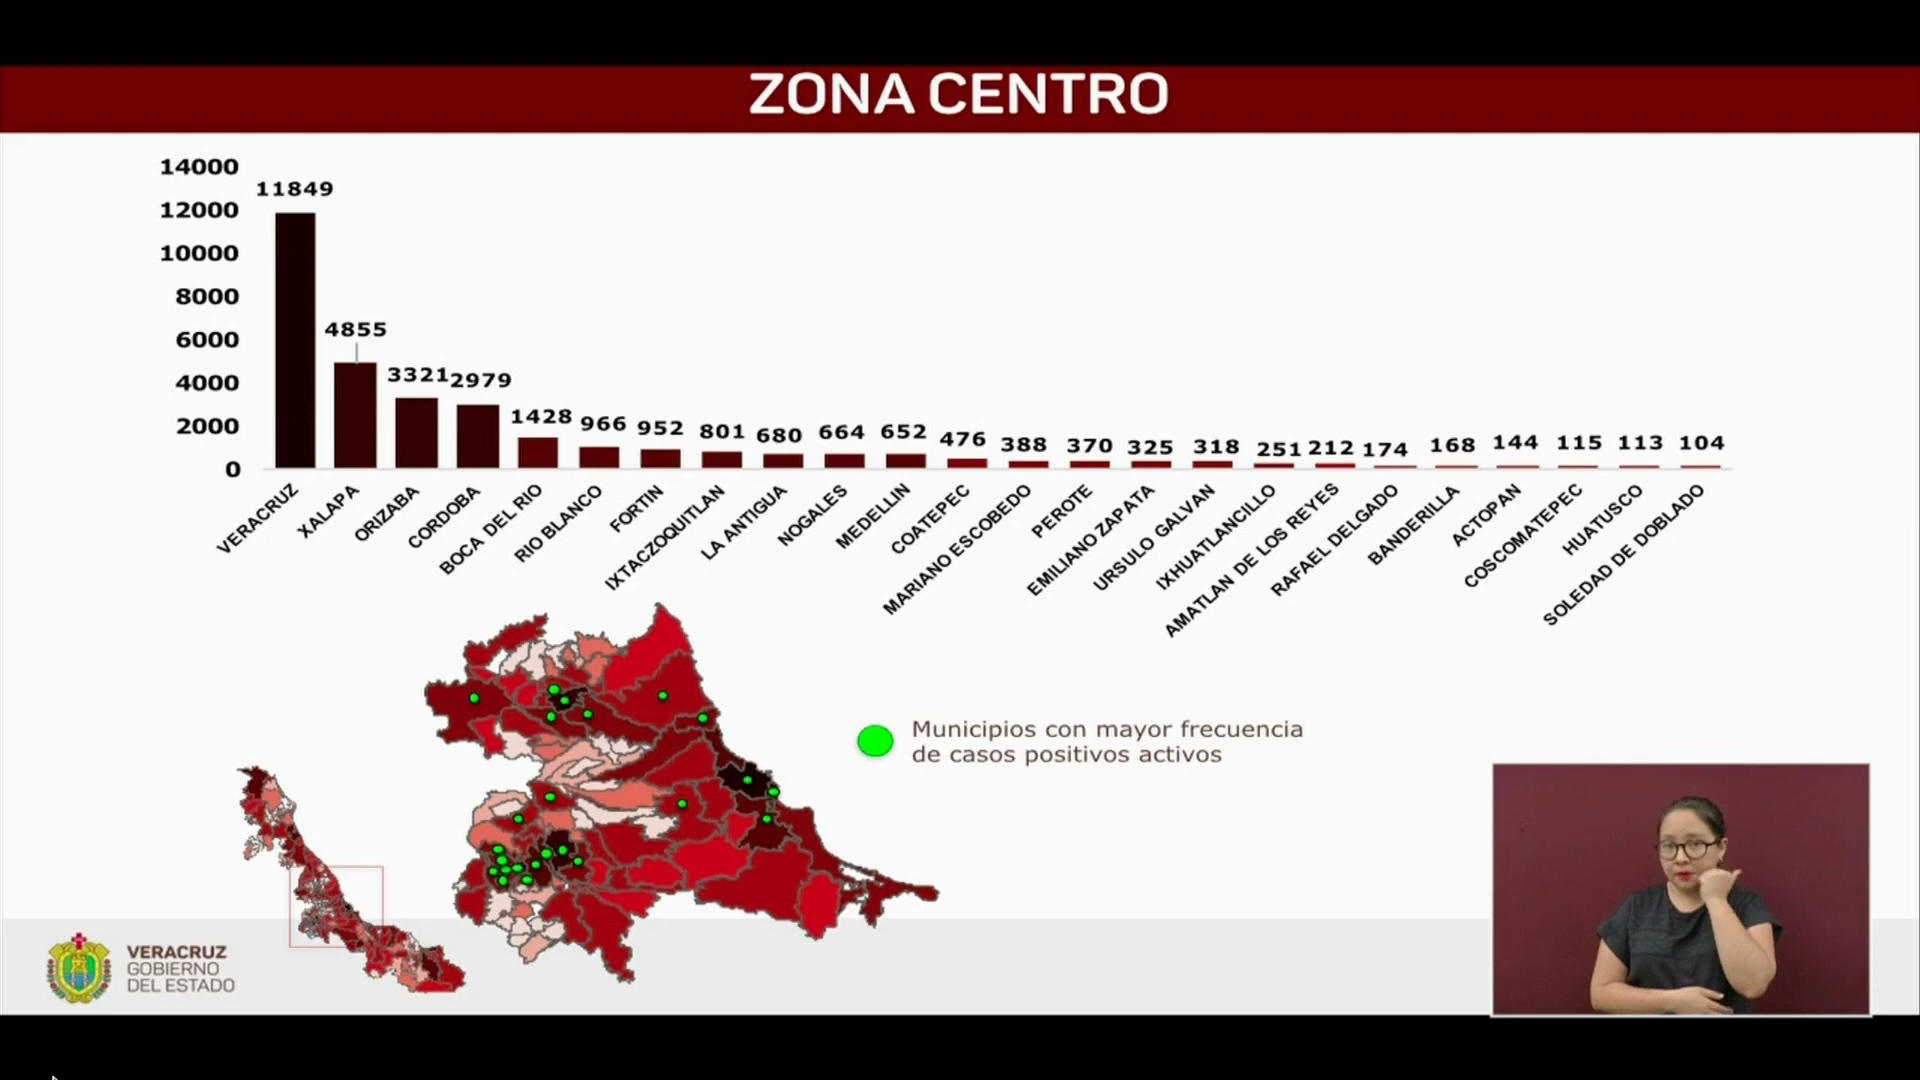 ZONA CENTRO
14000
12000
10000
8000
6000
4000
2000
0
11849
4855
3321
2979
1428
966
952
801
680
664
652
476
388
370
325
318
251
212
174
168
144
115
113
104
VERACRUZ
XALAPA
ORIZABA
CORDOBA
BOCA DEL RIO
RIO BLANCO
FORTIN
IXTACZOQUITLAN
LA ANTIGUA
NOGALES
MEDELLIN
COATEPEC
MARIANO ESCOBEDO
PEROTE
EMILIANO ZAPATA
URSULO GALVAN
IXHUATLANCILLO
AMATLAN DE LOS REYES
RAFAEL DELGADO
BANDERILLA
ACTOPAN
COSCOMATEPEC
HUATUSCO
SOLEDAD DE DOBLADO
Municipios con mayor frecuencia
de casos positivos activos
VERACRUZ
GOBIERNO
DEL ESTADO